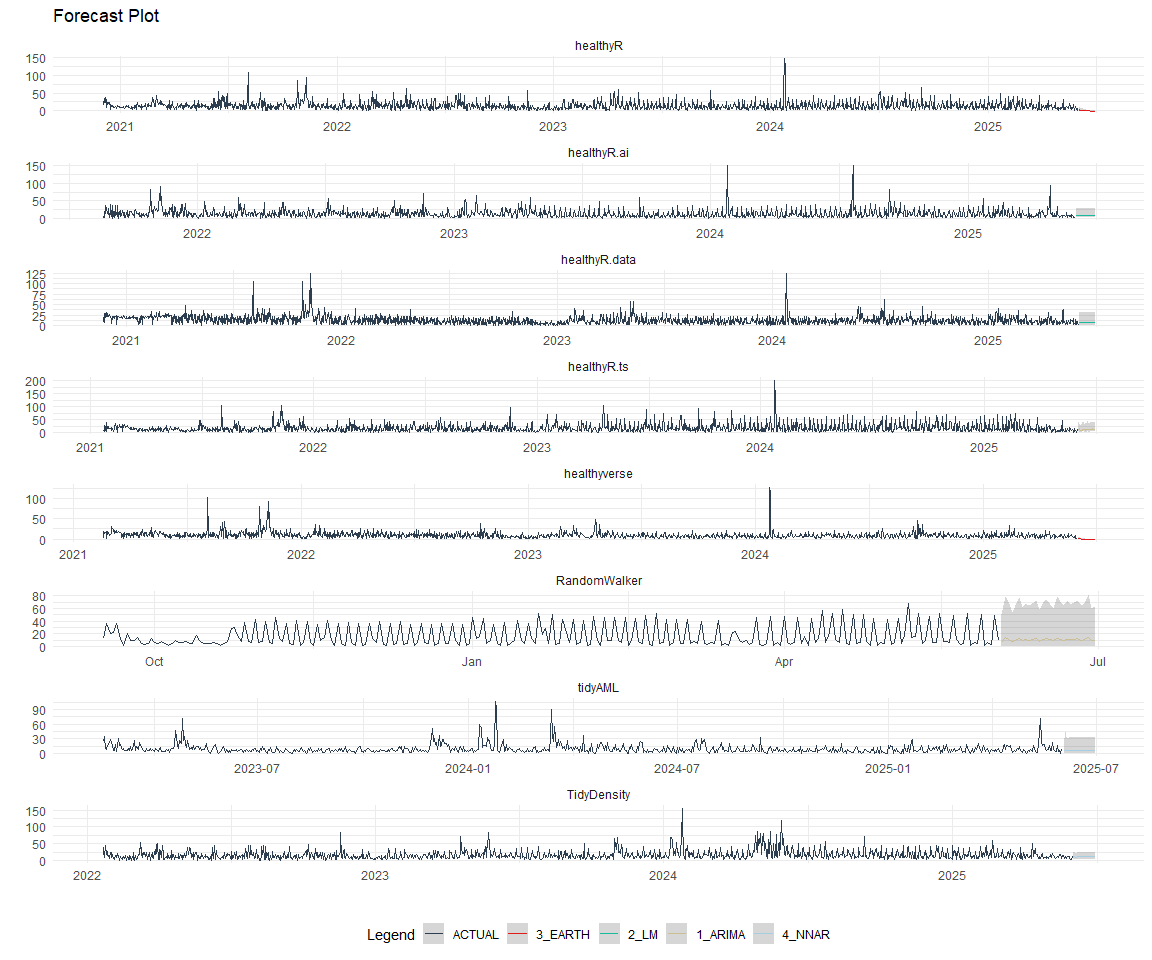 Forecast Plot
healthyR
150
100
50
0
2021 2022 2023 2024 2025
healthyR.ai
150
100
50
0
2022 2023 2024 2025
healthyR.data
125
100
75
50
25
0
2021 2022 2023 2024 2025
healthyR.ts
200
150
100
50
0
2021 2022 2023 2024 2025
healthyverse
100
50
0
2021 2022 2023 2024 2025
RandomWalker
80
60
40
20
0
Oct Jan Apr Jul
tidyAML
90
60
30
0
2023-07 2024-01 2024-07 2025-01 2025-07
TidyDensity
150
100
50
0
2022 2023 2024 2025
Legend ACTUAL 3_EARTH 2_LM 1_ARIMA 4_NNAR